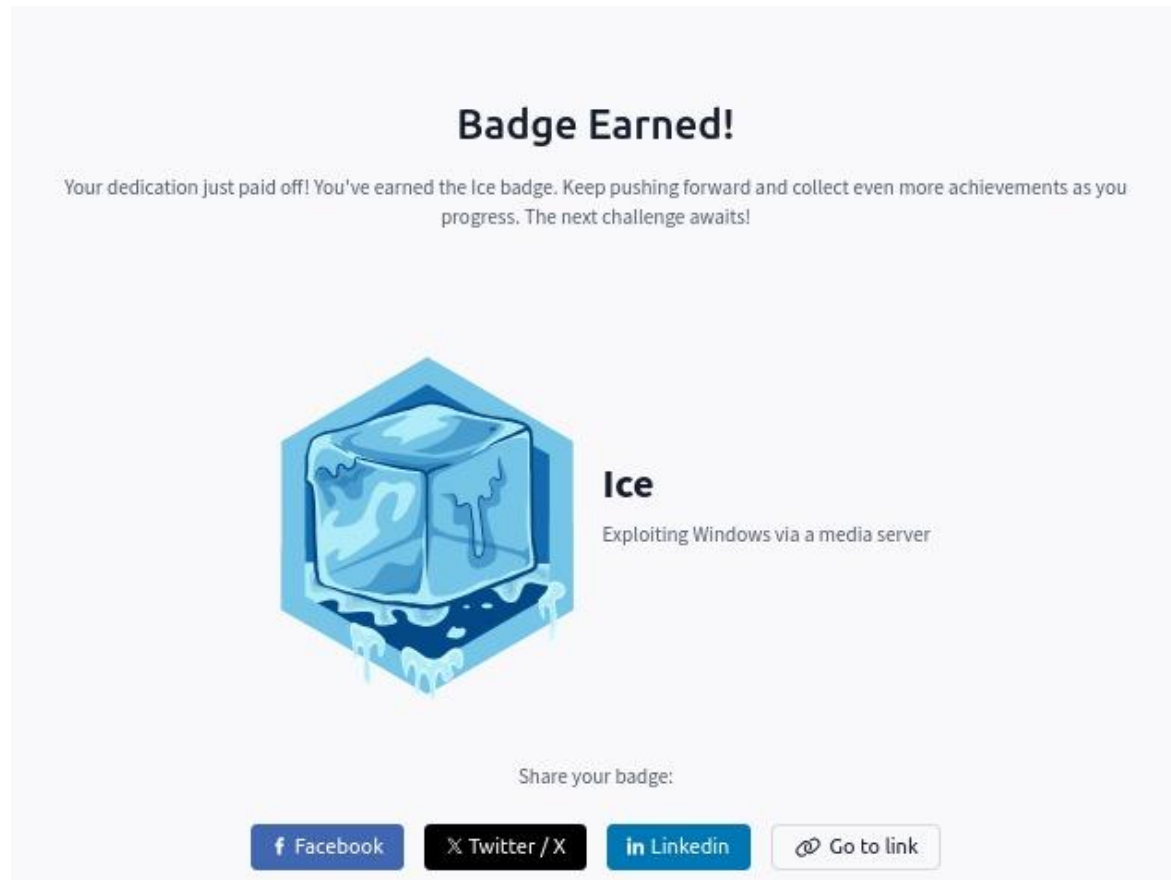 Badge Earned!
Your dedication just paid off! You've earned the Ice badge. Keep pushing forward and collect even more achievements as you
progress. The next challenge awaits!
Ice
Exploiting Windows via a media server
Share your badge:
f Facebook
X Twitter / X
in Linkedin
Go to link